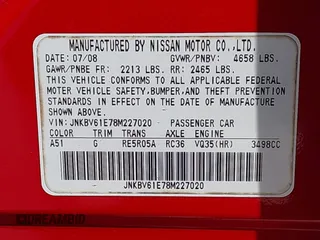 MANUFACTURED BY NISSAN MOTOR CO.,LTD.
DATE: 07/08 GVWR/PNBV: 4658 LBS.
GAWR/PNBE FR: 2213 LBS. RR: 2465 LBS.
THIS VEHICLE CONFORMS TO ALL APPLICABLE FEDERAL
MOTOR VEHICLE SAFETY,BUMPER,AND THEFT
PREVENTION STANDARDS IN EFFECT ON THE DATE OF
MANUFACTURE SHOWN ABOVE.
VIN: JNKBV61E78M227020 - PASSENGER CAR
COLOR TRIM TRANS AXLE ENGINE
A51 G RE5R05A RC36 VQ35(HR) 3498CC
JNKBV61E78M227020